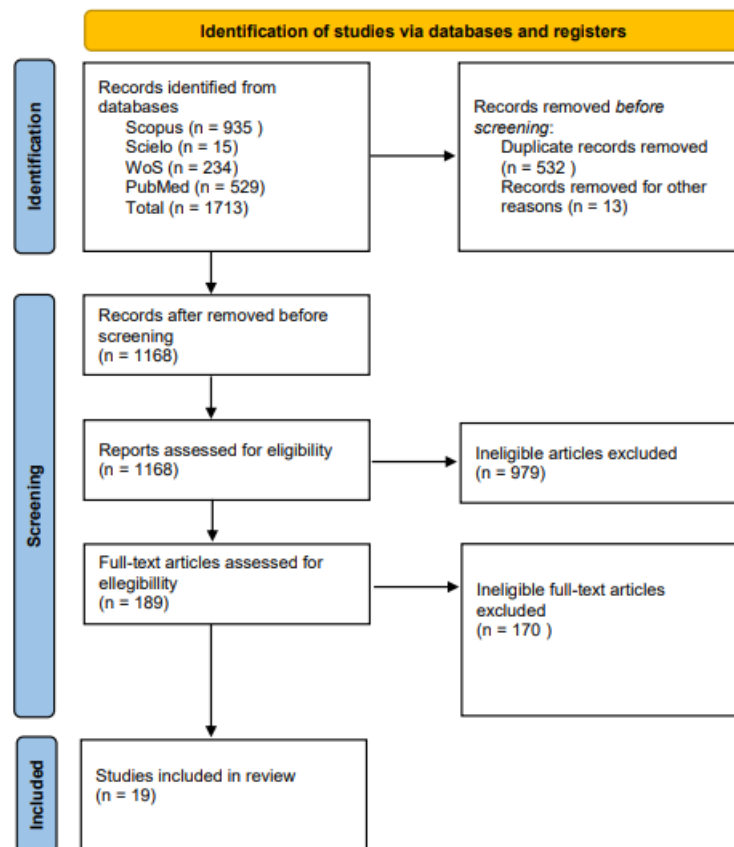 Identification of studies via databases and registers
Identification
Records identified from
databases
Scopus (n = 935 )
Scielo (n = 15)
WoS (n = 234)
PubMed (n = 529)
Total (n = 1713)
Records removed before
screening:
Duplicate records removed
(n = 532 )
Records removed for other
reasons (n = 13)
Screening
Records after removed before
screening
(n = 1168)
Reports assessed for eligibility
(n = 1168)
Ineligible articles excluded
(n = 979)
Full-text articles assessed for
ellegibillity
(n = 189)
Ineligible full-text articles
excluded
(n = 170 )
Included
Studies included in review
(n = 19)